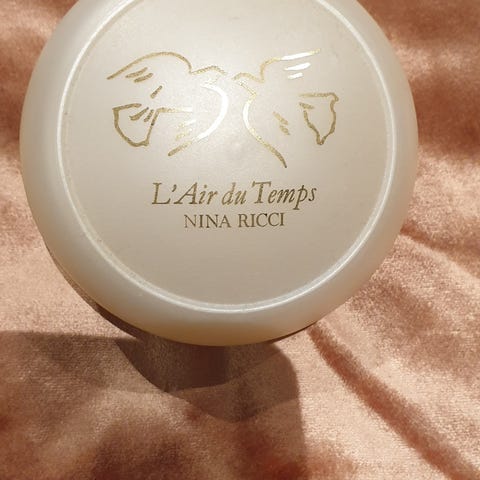 L'Air du Temps
NINA RICCI